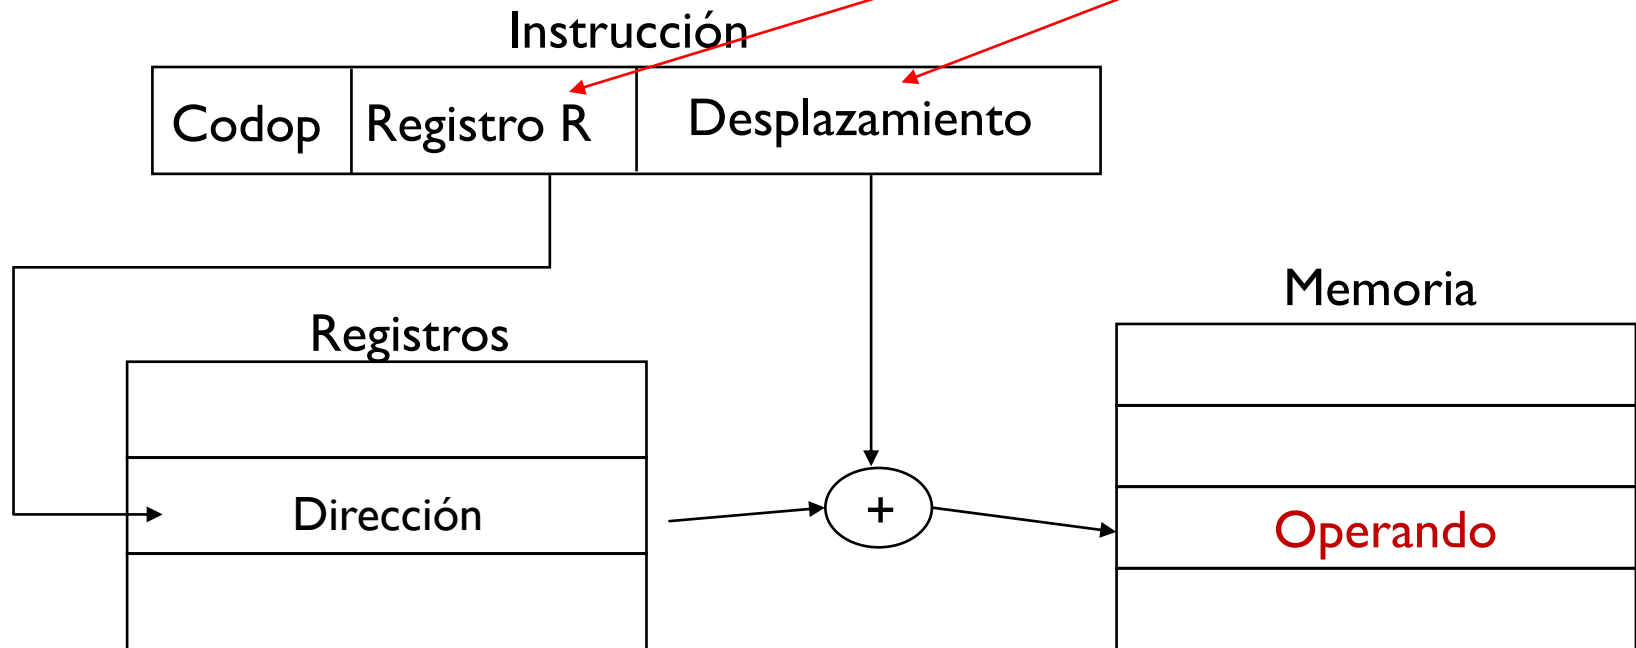 Instrucción
Codop
Registro R
Desplazamiento
Memoria
Registros
Dirección
+
Operando